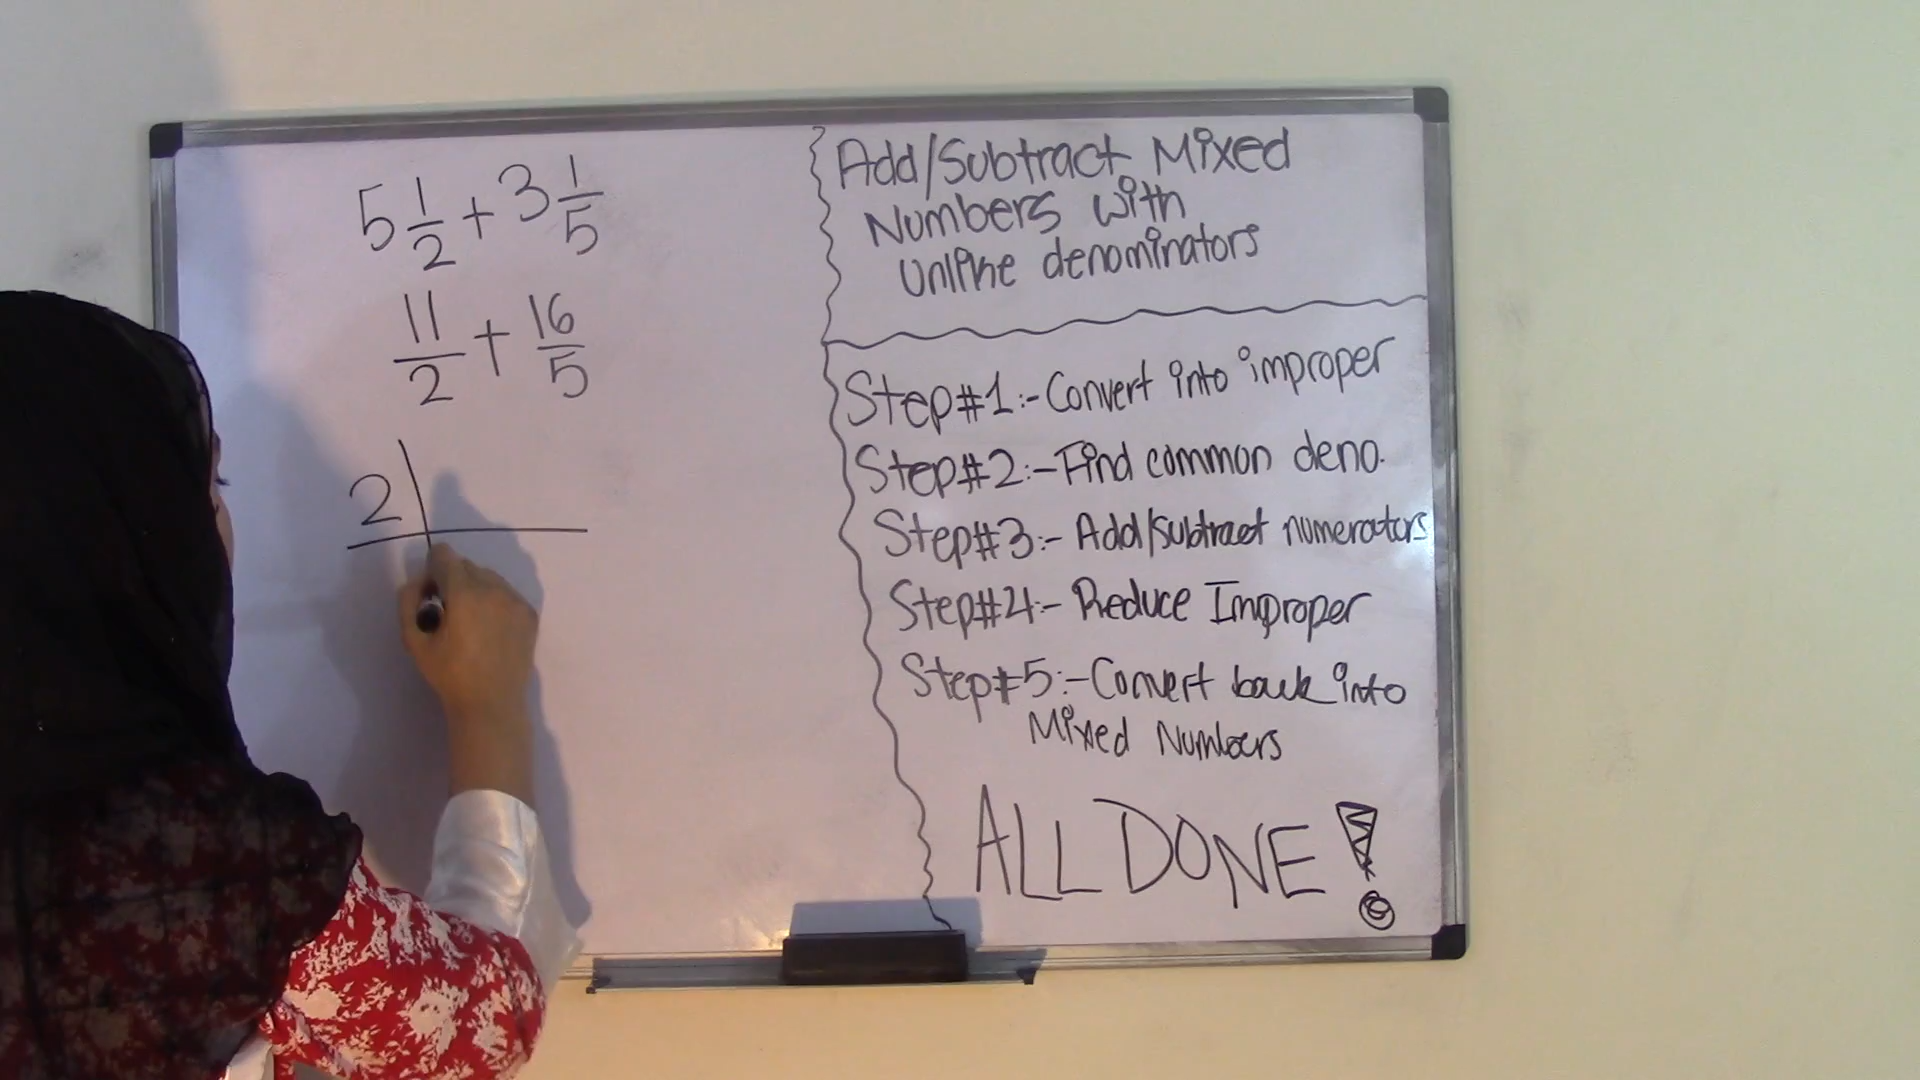 5 1/2 + 3 1/5
11/2 + 16/5
2
Add/Subtract Mixed
Numbers with
Unlike denominators
Step#1:- Convert into improper
Step#2:- Find common deno.
Step#3:- Add/subtract numerators
Step#4:- Reduce Improper
Step#5:- Convert back into
Mixed Numbers
ALL DONE!